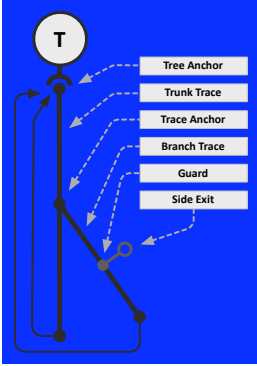 T
Tree Anchor
Trunk Trace
Trace Anchor
Branch Trace
Guard
Side Exit